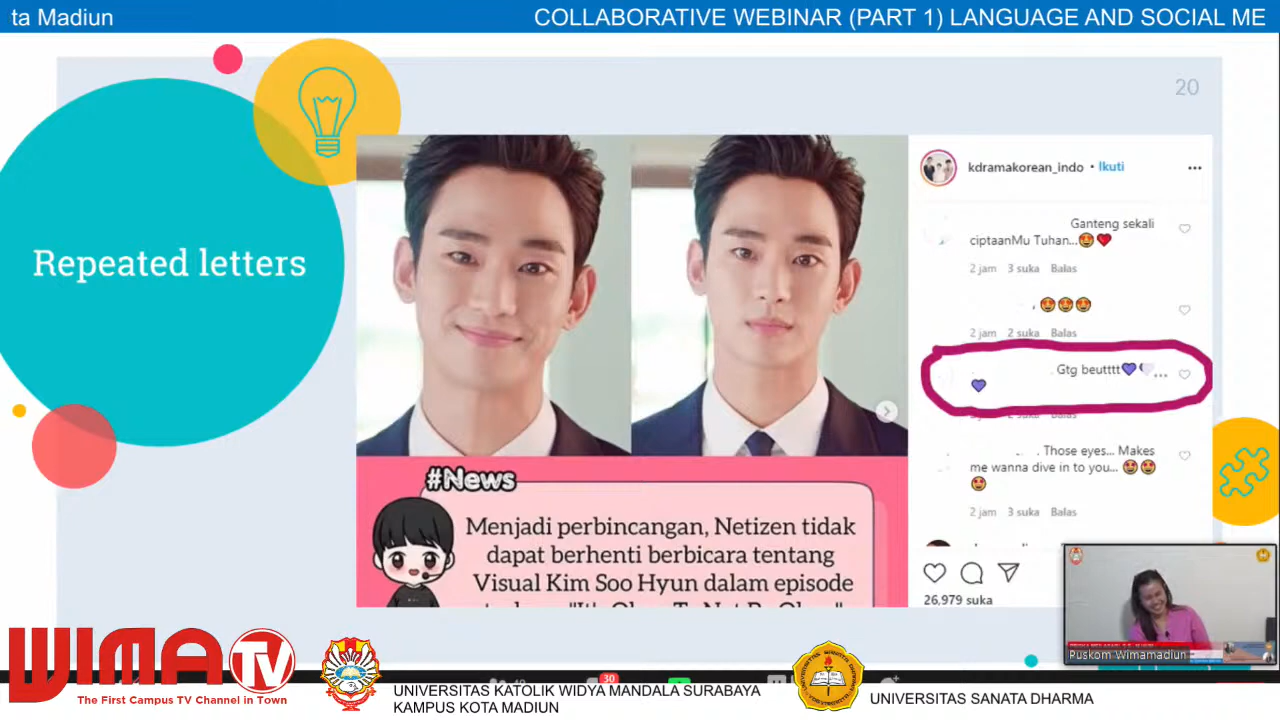 ta Madiun
COLLABORATIVE WEBINAR (PART 1) LANGUAGE AND SOCIAL ME
20
Repeated letters
kdramakorean_indo • Ikuti
Ganteng sekali
ciptaanMu Tuhan...😍❤️
2 jam 3 suka Balas
😍😍😍
2 jam 2 suka Balas
Gtg beutttt💜
💜
Those eyes... Makes
me wanna dive in to you... 😍😍
😍
2 jam 3 suka Balas
26,979 suka
#News
Menjadi perbincangan, Netizen tidak
dapat berhenti berbicara tentang
Visual Kim Soo Hyun dalam episode
Puskom Wimamadiun
WIMA TV
The First Campus TV Channel in Town
30
UNIVERSITAS KATOLIK WIDYA MANDALA SURABAYA
KAMPUS KOTA MADIUN
UNIVERSITAS SANATA DHARMA